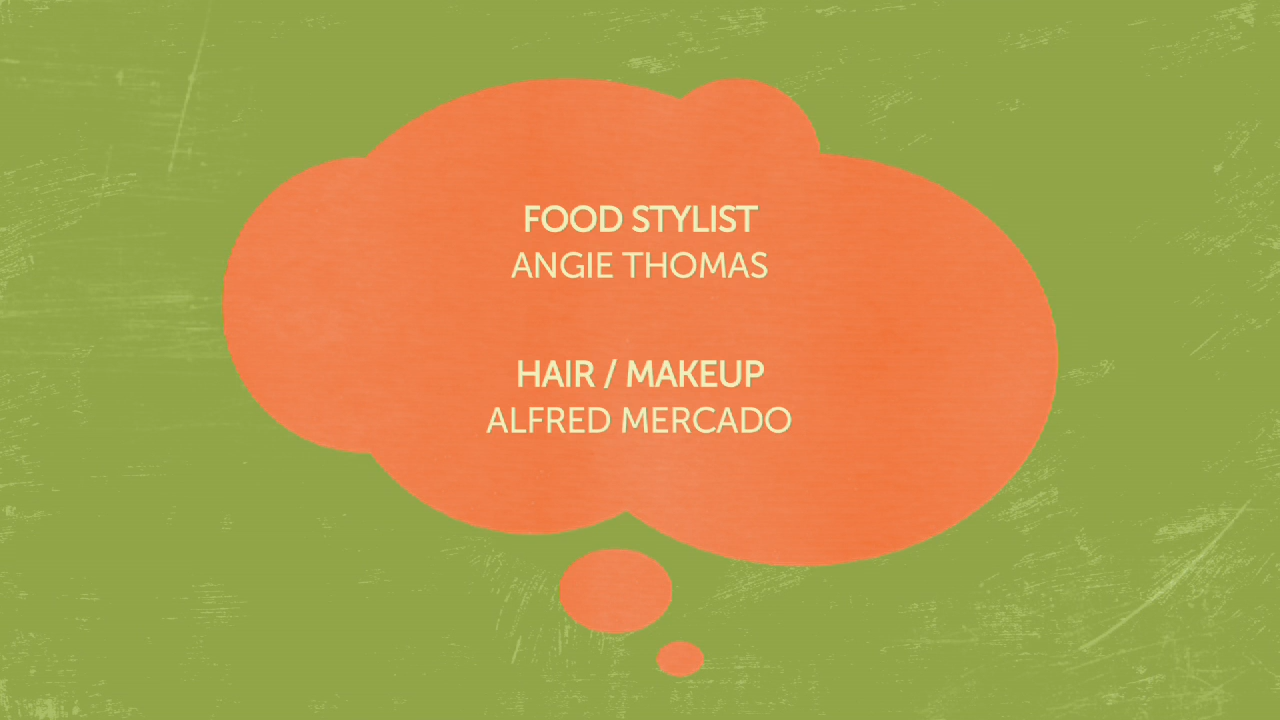 FOOD STYLIST
ANGIE THOMAS
HAIR / MAKEUP
ALFRED MERCADO